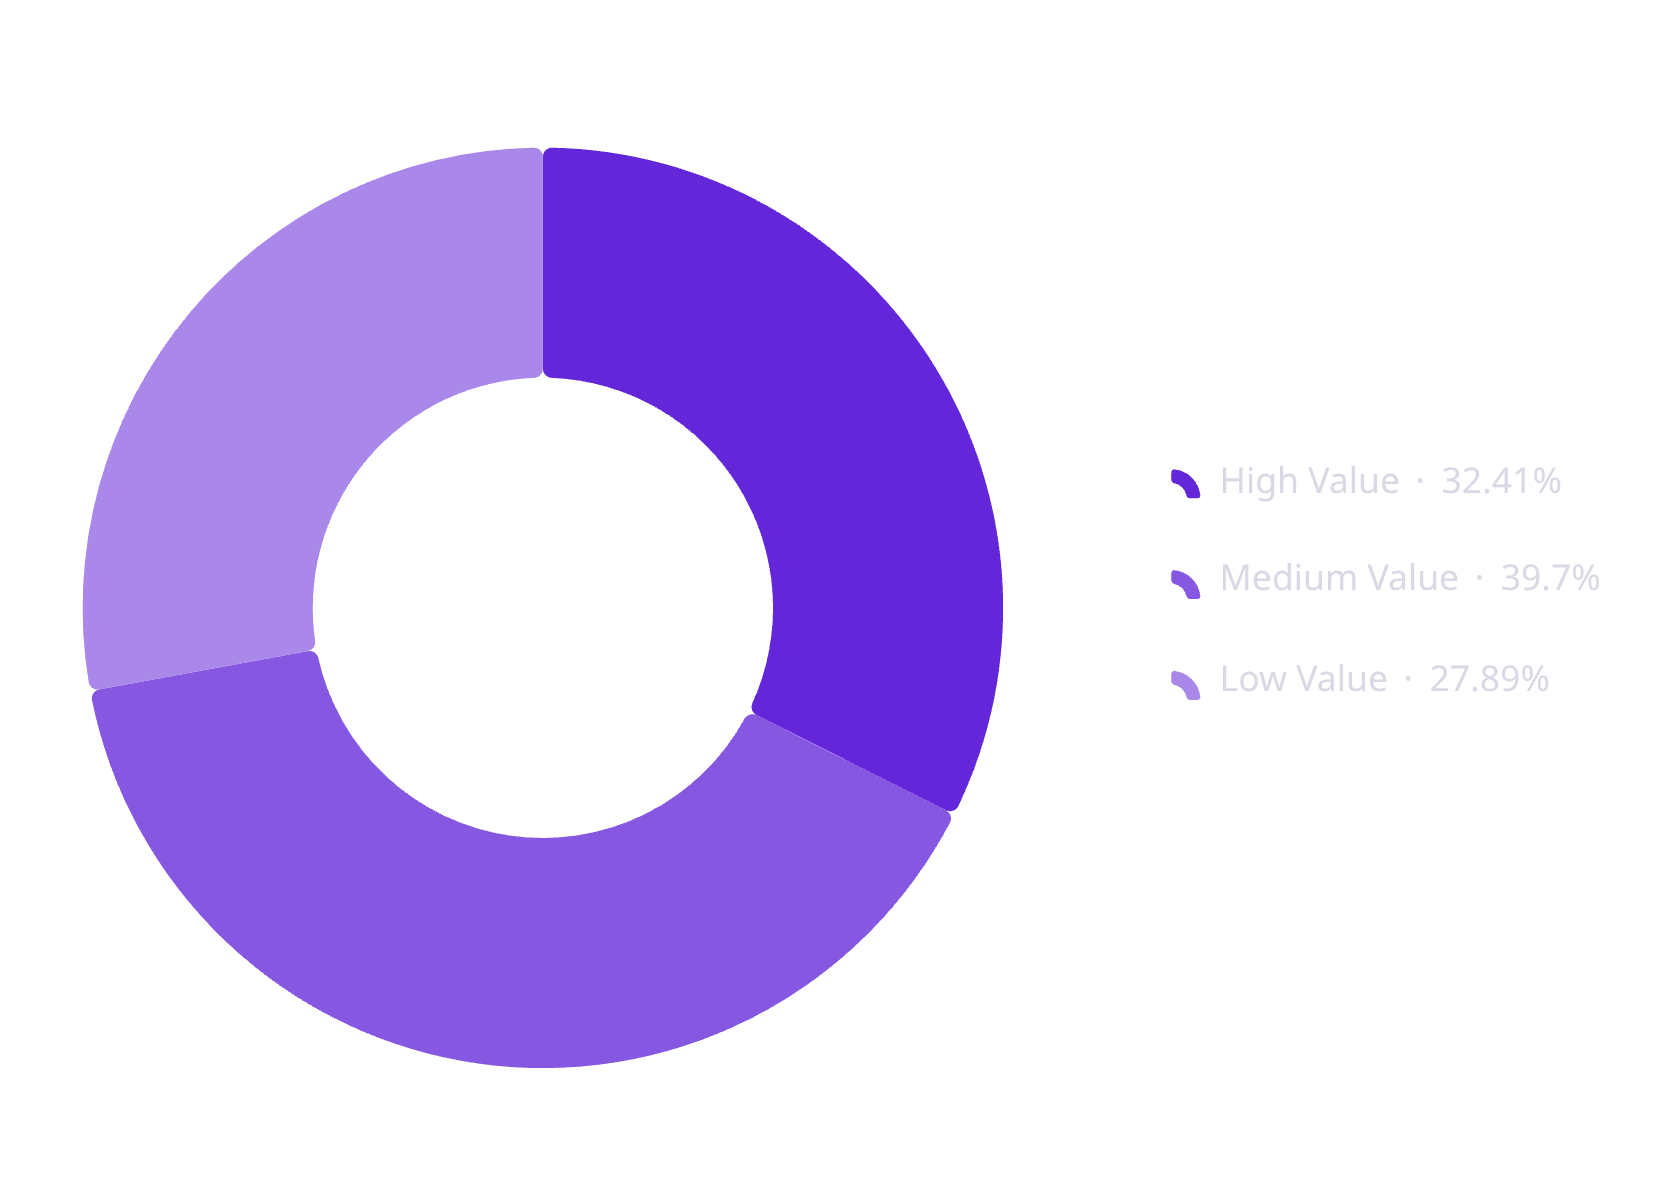 High Value · 32.41%
Medium Value · 39.7%
Low Value · 27.89%